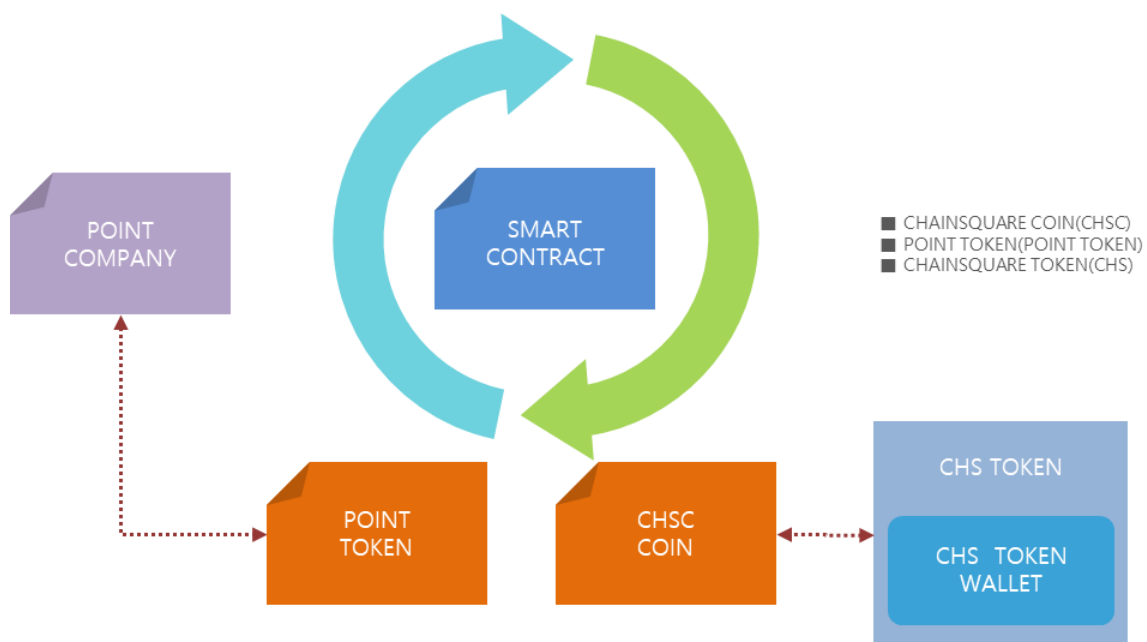 POINT
COMPANY
SMART
CONTRACT
CHAINSQUARE COIN(CHSC)
POINT TOKEN(POINT TOKEN)
CHAINSQUARE TOKEN(CHS)
POINT
TOKEN
CHSC
COIN
CHS TOKEN
CHS TOKEN
WALLET